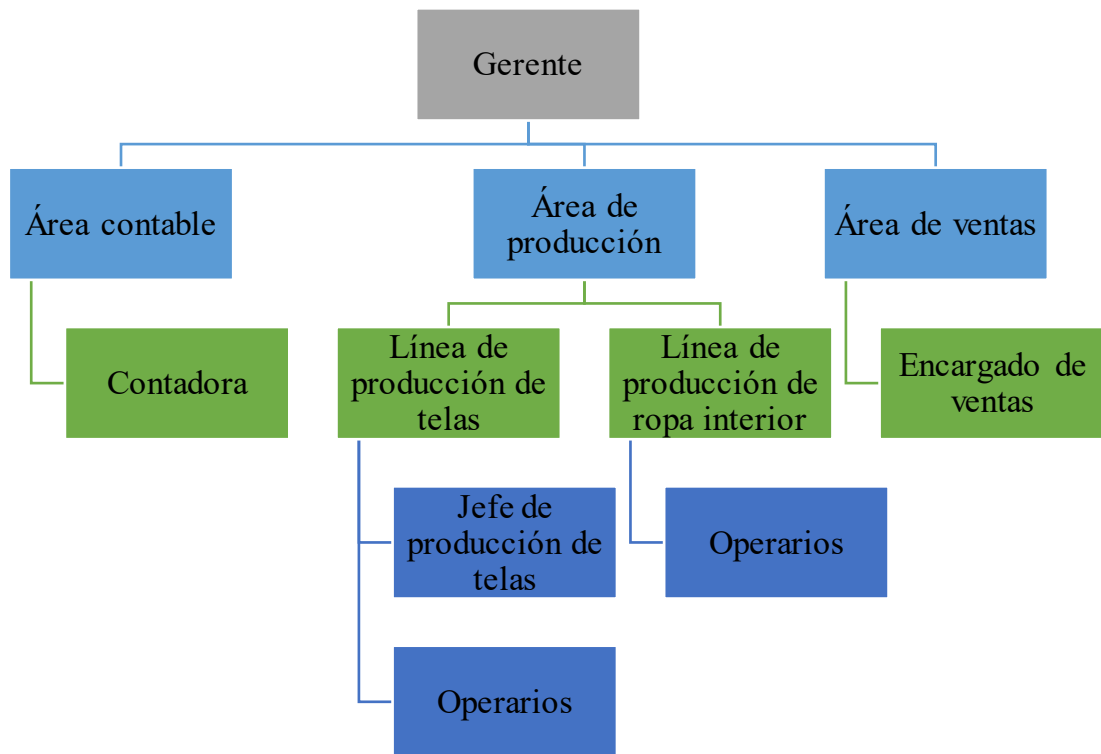 Gerente
Área contable
Área de
producción
Área de ventas
Contadora
Línea de
producción de
telas
Línea de
producción de
ropa interior
Encargado de
ventas
Jefe de
producción de
telas
Operarios
Operarios